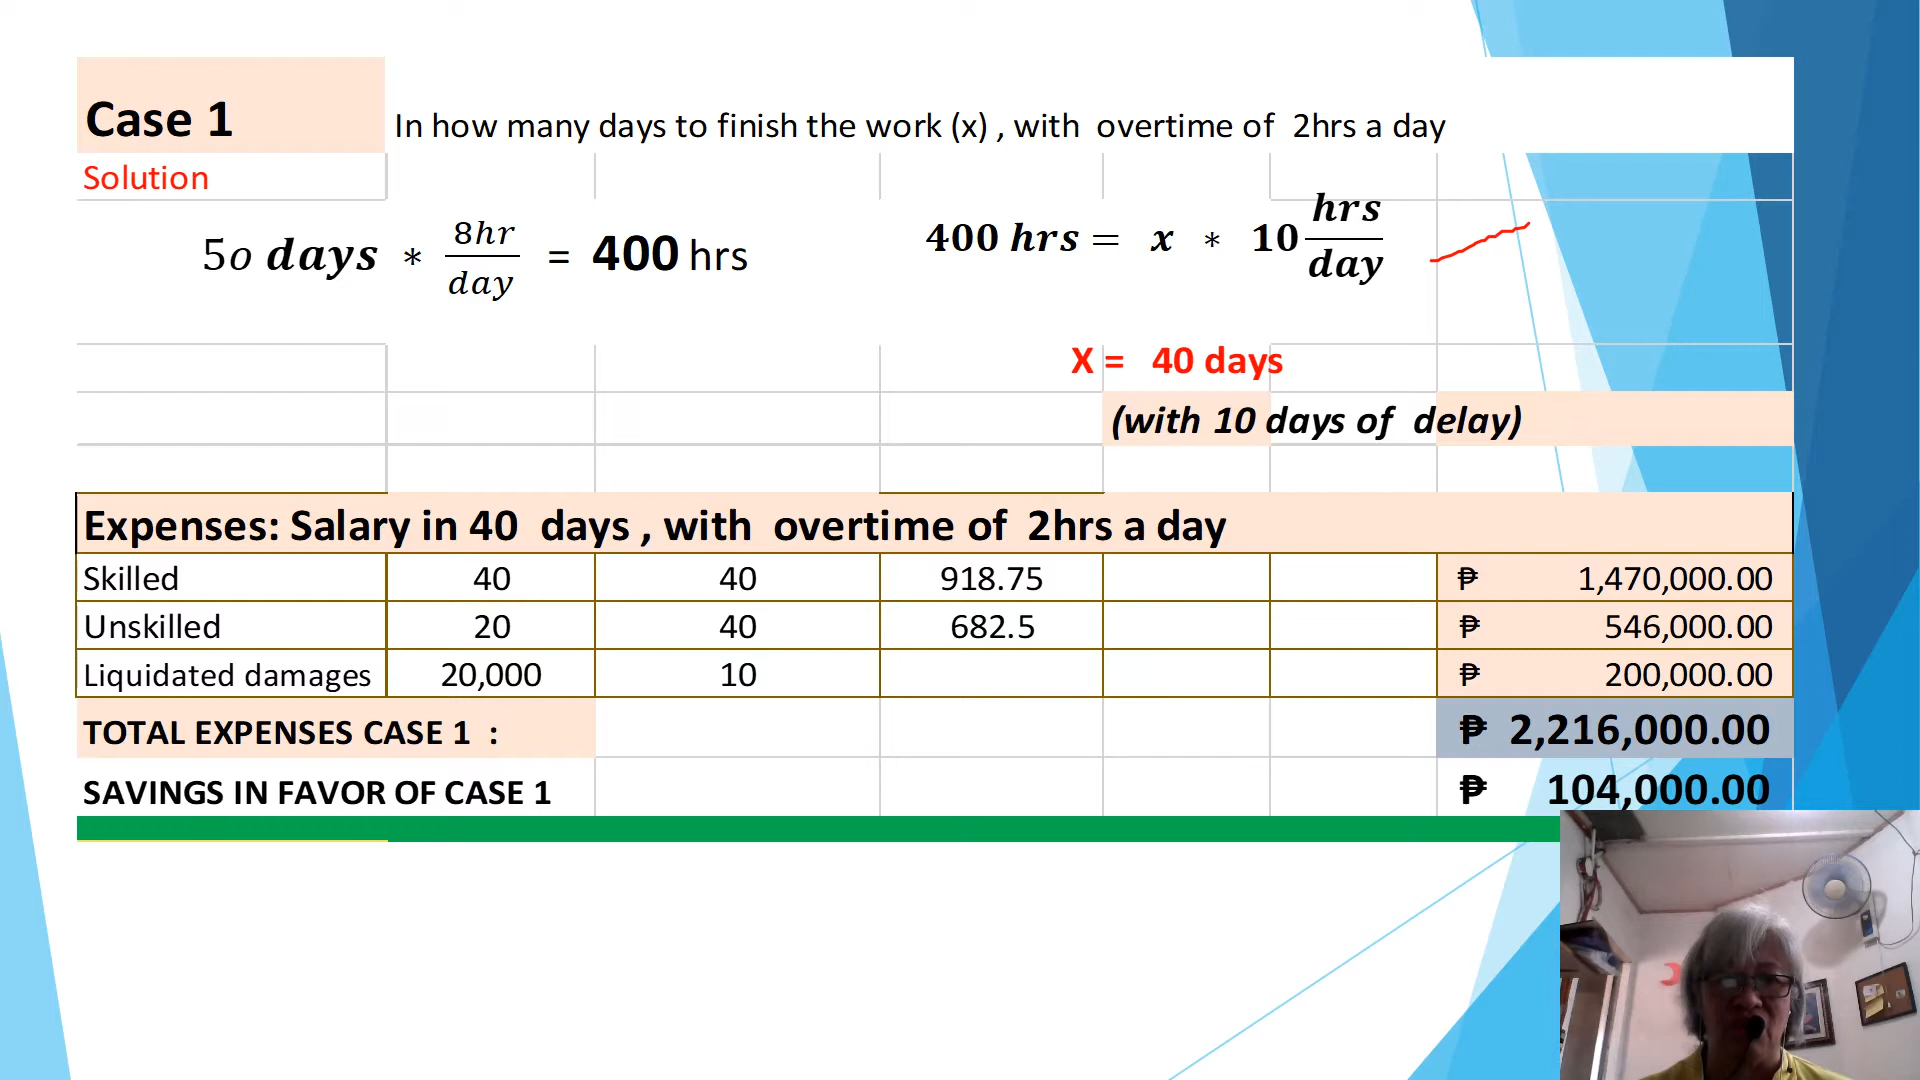 Case 1 In how many days to finish the work (x) , with overtime of 2hrs a day
Solution
5o days * 8hr/day = 400 hrs
400 hrs = x * 10 hrs/day
X = 40 days
(with 10 days of delay)
Expenses: Salary in 40 days , with overtime of 2hrs a day
Skilled 40 40 918.75 ₱ 1,470,000.00
Unskilled 20 40 682.5 ₱ 546,000.00
Liquidated damages 20,000 10 ₱ 200,000.00
TOTAL EXPENSES CASE 1 : ₱ 2,216,000.00
SAVINGS IN FAVOR OF CASE 1 ₱ 104,000.00